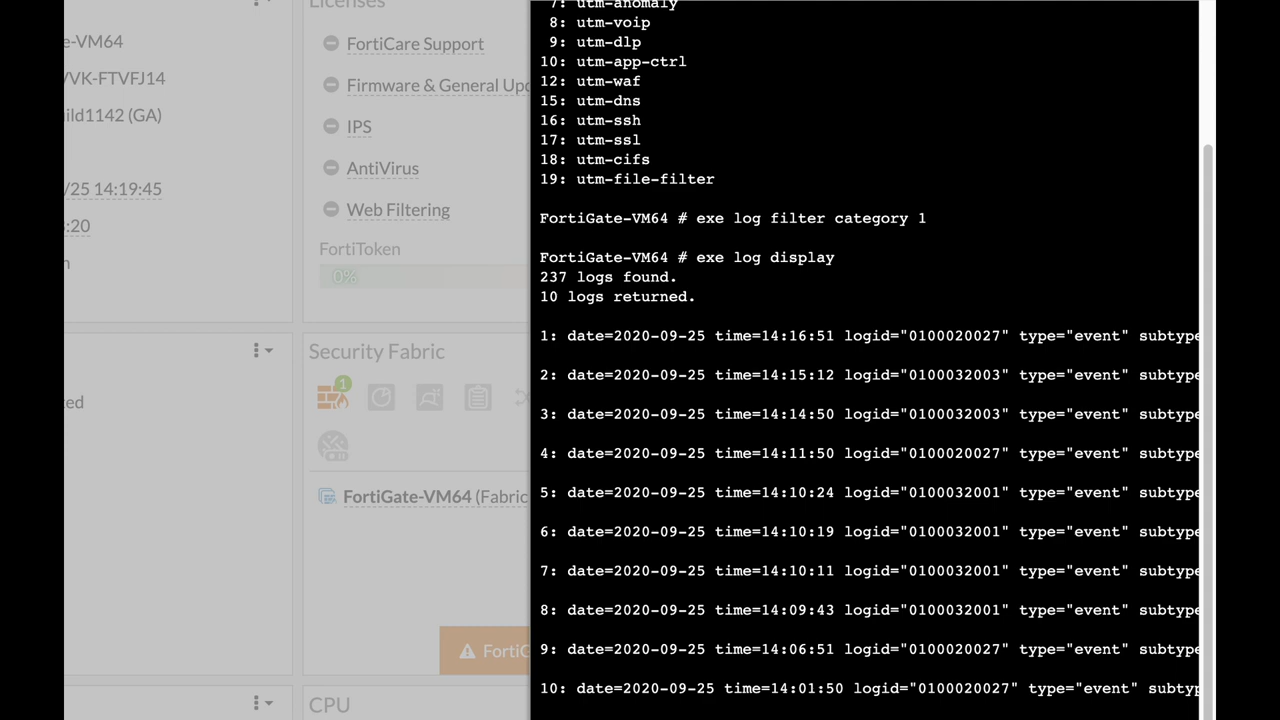 Licenses
e-VM64
VVK-FTVFJ14
ild1142 (GA)
/25 14:19:45
:20
FortiCare Support
Firmware & General Upd
IPS
AntiVirus
Web Filtering
FortiToken
0%
ted
Security Fabric
1
FortiGate-VM64 (Fabric
FortiG
CPU
7: utm-anomaly
8: utm-voip
9: utm-dlp
10: utm-app-ctrl
12: utm-waf
15: utm-dns
16: utm-ssh
17: utm-ssl
18: utm-cifs
19: utm-file-filter
FortiGate-VM64 # exe log filter category 1
FortiGate-VM64 # exe log display
237 logs found.
10 logs returned.
1: date=2020-09-25 time=14:16:51 logid="0100020027" type="event" subtype
2: date=2020-09-25 time=14:15:12 logid="0100032003" type="event" subtype
3: date=2020-09-25 time=14:14:50 logid="0100032003" type="event" subtype
4: date=2020-09-25 time=14:11:50 logid="0100020027" type="event" subtype
5: date=2020-09-25 time=14:10:24 logid="0100032001" type="event" subtype
6: date=2020-09-25 time=14:10:19 logid="0100032001" type="event" subtype
7: date=2020-09-25 time=14:10:11 logid="0100032001" type="event" subtype
8: date=2020-09-25 time=14:09:43 logid="0100032001" type="event" subtype
9: date=2020-09-25 time=14:06:51 logid="0100020027" type="event" subtype
10: date=2020-09-25 time=14:01:50 logid="0100020027" type="event" subtyp